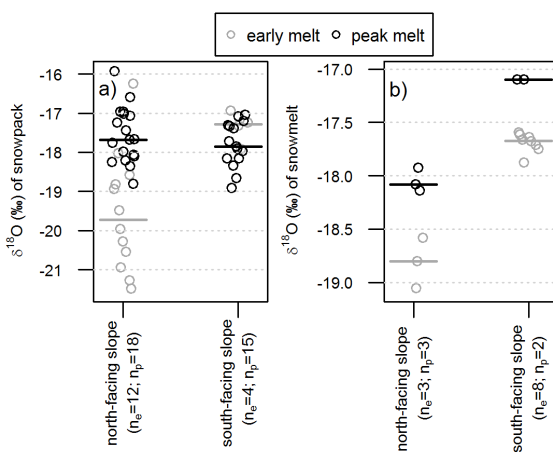 early melt peak melt
a)
-16
-17
-18
-19
-20
-21
δ18O (‰) of snowpack
north-facing slope
(ne=12; np=18)
south-facing slope
(ne=4; np=15)
b)
-17.0
-17.5
-18.0
-18.5
-19.0
δ18O (‰) of snowmelt
north-facing slope
(ne=3; np=3)
south-facing slope
(ne=8; np=2)